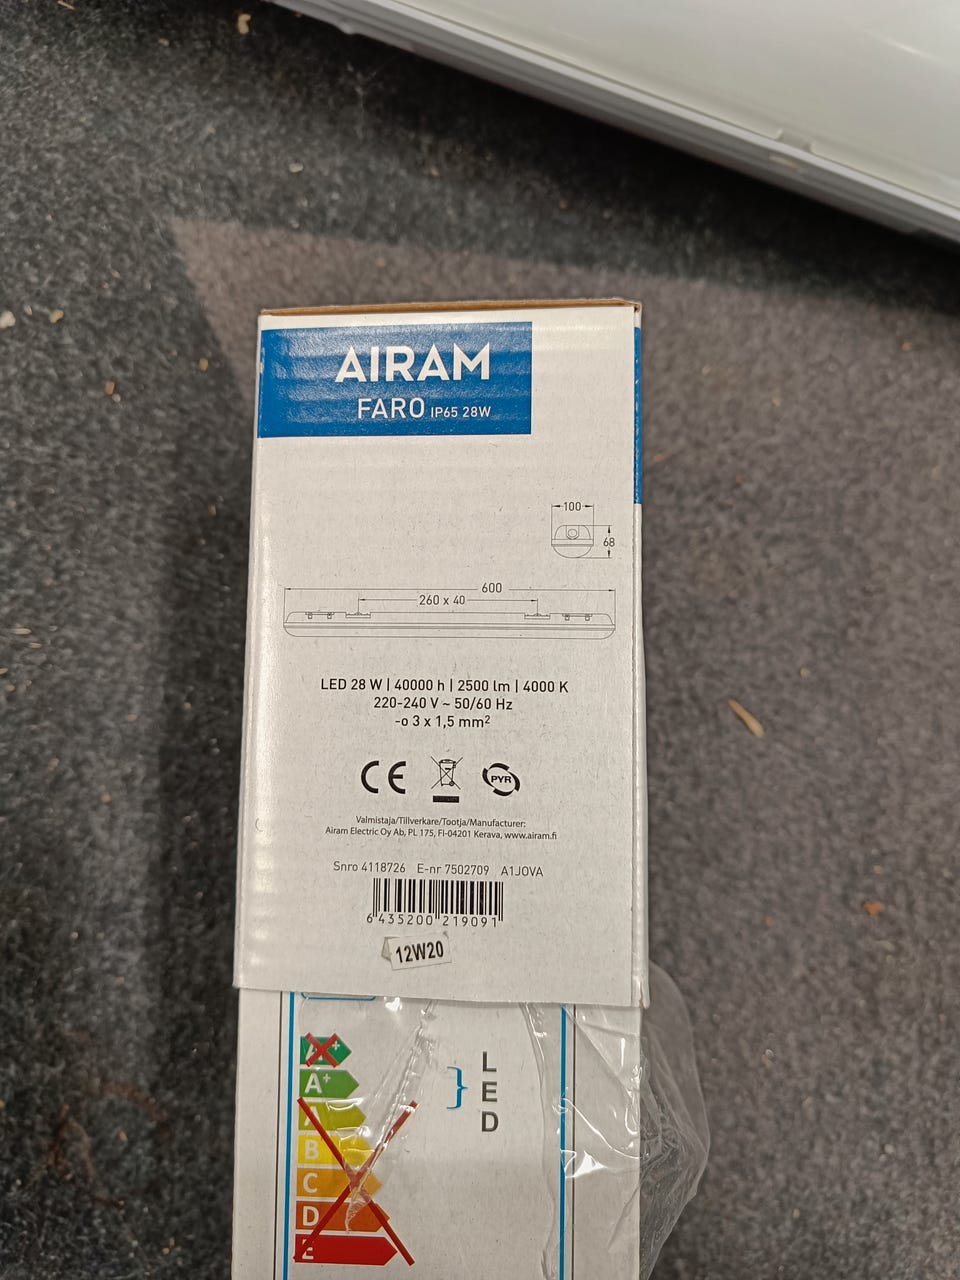 AIRAM
FARO IP65 28W
100
68
600
260 x 40
LED 28 W | 40000 h | 2500 lm | 4000 K
220-240 V ~ 50/60 Hz
-o 3 x 1,5 mm²
CE
PYR
Valmistaja/Tillverkare/Tootja/Manufacturer:
Airam Electric Oy Ab, PL 175, FI-04201 Kerava, www.airam.fi
Snro 4118726 E-nr 7502709 A1JOVA
6 435200 219091
12W20
A++
A+
A
B
C
D
E
L
E
D